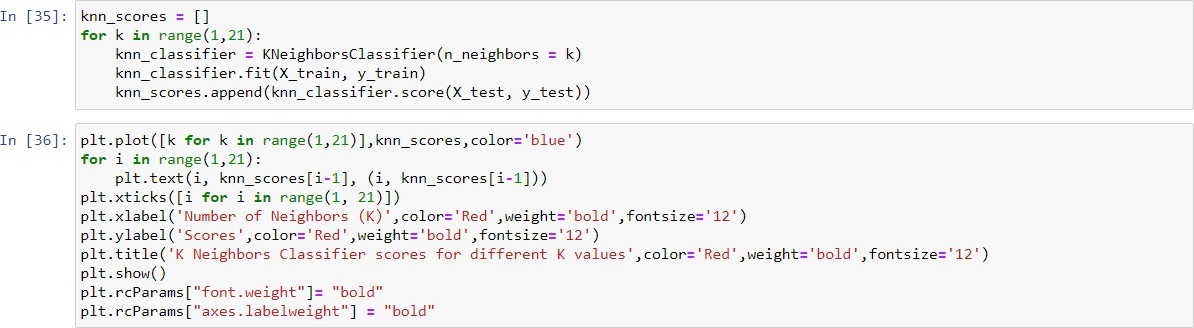 In [35]: knn_scores = []
for k in range(1,21):
    knn_classifier = KNeighborsClassifier(n_neighbors = k)
    knn_classifier.fit(X_train, y_train)
    knn_scores.append(knn_classifier.score(X_test, y_test))
In [36]: plt.plot([k for k in range(1,21)],knn_scores,color='blue')
for i in range(1,21):
    plt.text(i, knn_scores[i-1], (i, knn_scores[i-1]))
plt.xticks([i for i in range(1, 21)])
plt.xlabel('Number of Neighbors (K)',color='Red',weight='bold',fontsize='12')
plt.ylabel('Scores',color='Red',weight='bold',fontsize='12')
plt.title('K Neighbors Classifier scores for different K values',color='Red',weight='bold',fontsize='12')
plt.show()
plt.rcParams["font.weight"]= "bold"
plt.rcParams["axes.labelweight"] = "bold"